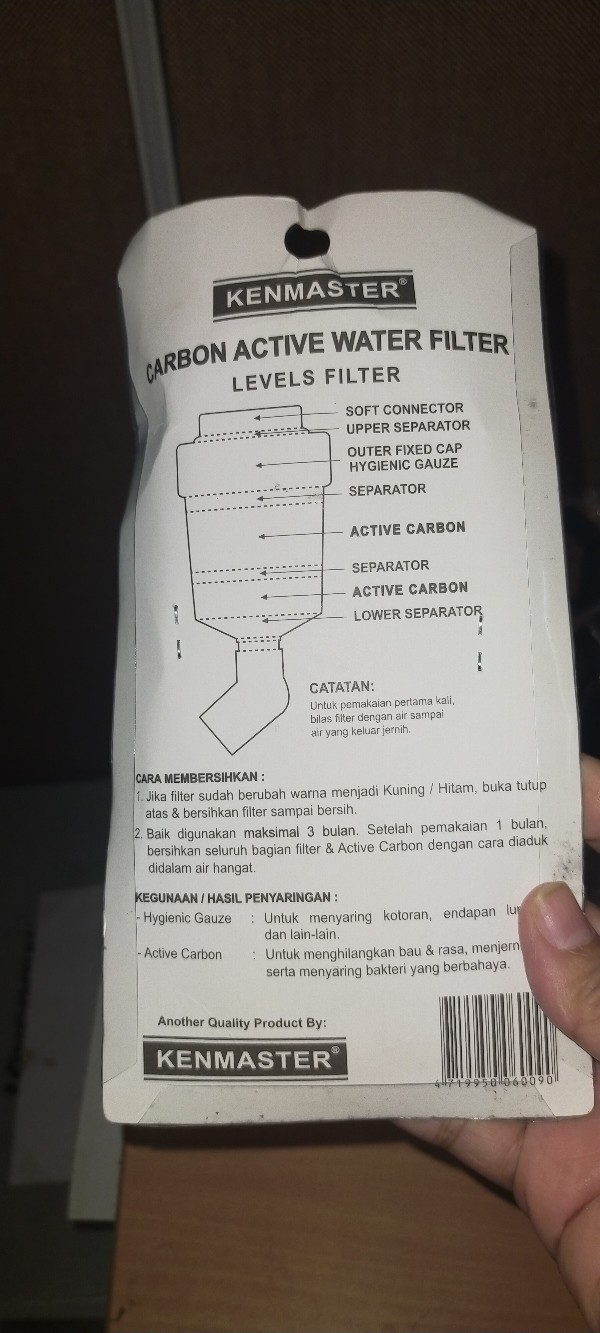 KENMASTER®
CARBON ACTIVE WATER FILTER
LEVELS FILTER
SOFT CONNECTOR
UPPER SEPARATOR
OUTER FIXED CAP
HYGIENIC GAUZE
SEPARATOR
ACTIVE CARBON
SEPARATOR
ACTIVE CARBON
LOWER SEPARATOR
CATATAN:
Untuk pemakaian pertama kali,
bilas filter dengan air sampai
air yang keluar jernih.
CARA MEMBERSIHKAN :
1. Jika filter sudah berubah warna menjadi Kuning / Hitam, buka tutup
atas & bersihkan filter sampai bersih.
2. Baik digunakan maksimal 3 bulan. Setelah pemakaian 1 bulan,
bersihkan seluruh bagian filter & Active Carbon dengan cara diaduk
didalam air hangat.
KEGUNAAN / HASIL PENYARINGAN :
- Hygienic Gauze : Untuk menyaring kotoran, endapan
dan lain-lain.
- Active Carbon : Untuk menghilangkan bau & rasa,
serta menyaring bakteri yang berbahaya.
Another Quality Product By:
KENMASTER®
4 719950 060090